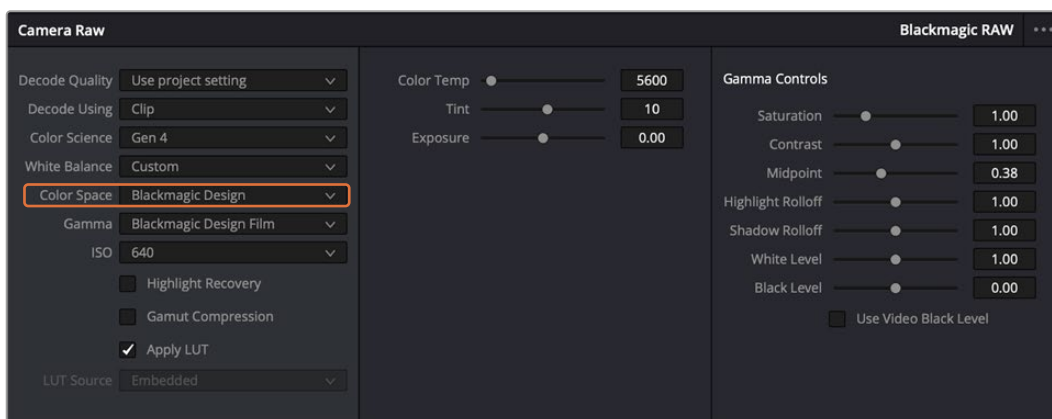 Camera Raw
Blackmagic RAW
Decode Quality Use project setting
Decode Using Clip
Color Science Gen 4
White Balance Custom
Color Space Blackmagic Design
Gamma Blackmagic Design Film
ISO 640
Highlight Recovery
Gamut Compression
Apply LUT
LUT Source Embedded
Color Temp 5600
Tint 10
Exposure 0.00
Gamma Controls
Saturation 1.00
Contrast 1.00
Midpoint 0.38
Highlight Rolloff 1.00
Shadow Rolloff 1.00
White Level 1.00
Black Level 0.00
Use Video Black Level